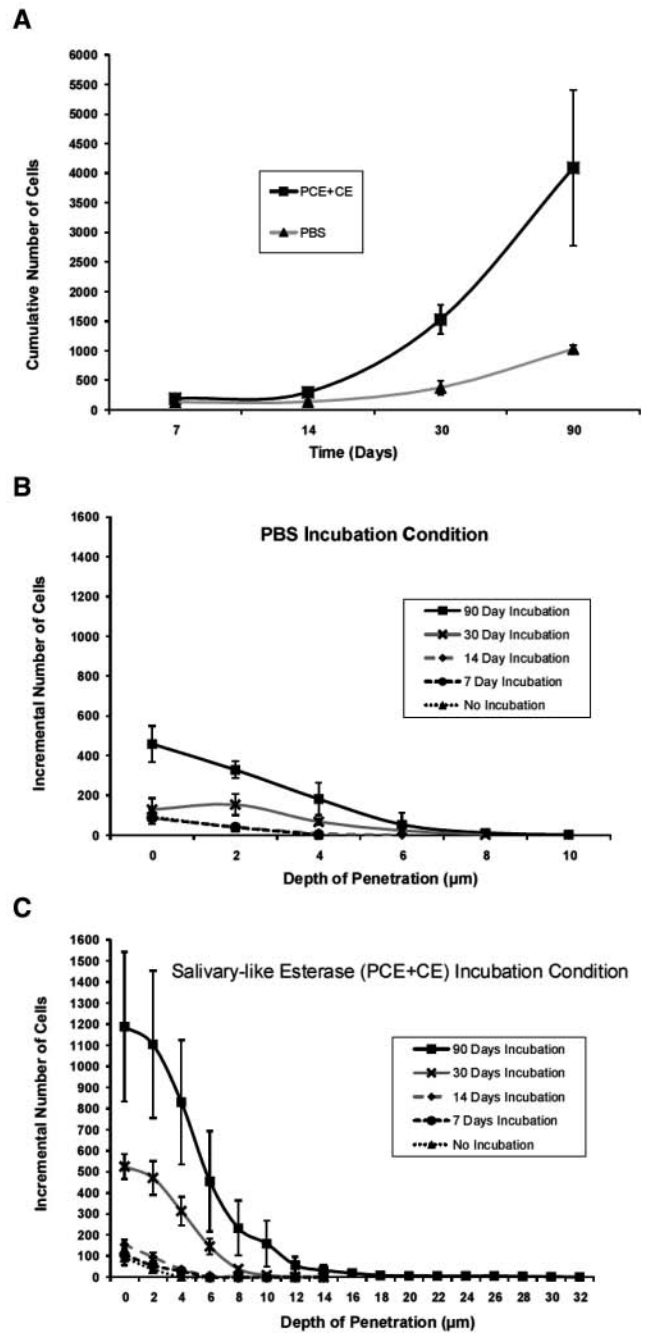 A
6000
5500
5000
4500
4000
3500
3000
2500
2000
1500
1000
500
0
Cumulative Number of Cells
PCE+CE
PBS
7 14 30 90
Time (Days)
B
PBS Incubation Condition
1600
1400
1200
1000
800
600
400
200
0
Incremental Number of Cells
90 Day Incubation
30 Day Incubation
14 Day Incubation
7 Day Incubation
No Incubation
0 2 4 6 8 10
Depth of Penetration (µm)
C
Salivary-like Esterase (PCE+CE) Incubation Condition
1600
1500
1400
1300
1200
1100
1000
900
800
700
600
500
400
300
200
100
0
Incremental Number of Cells
90 Days Incubation
30 Days Incubation
14 Days Incubation
7 Days Incubation
No Incubation
0 2 4 6 8 10 12 14 16 18 20 22 24 26 28 30 32
Depth of Penetration (µm)